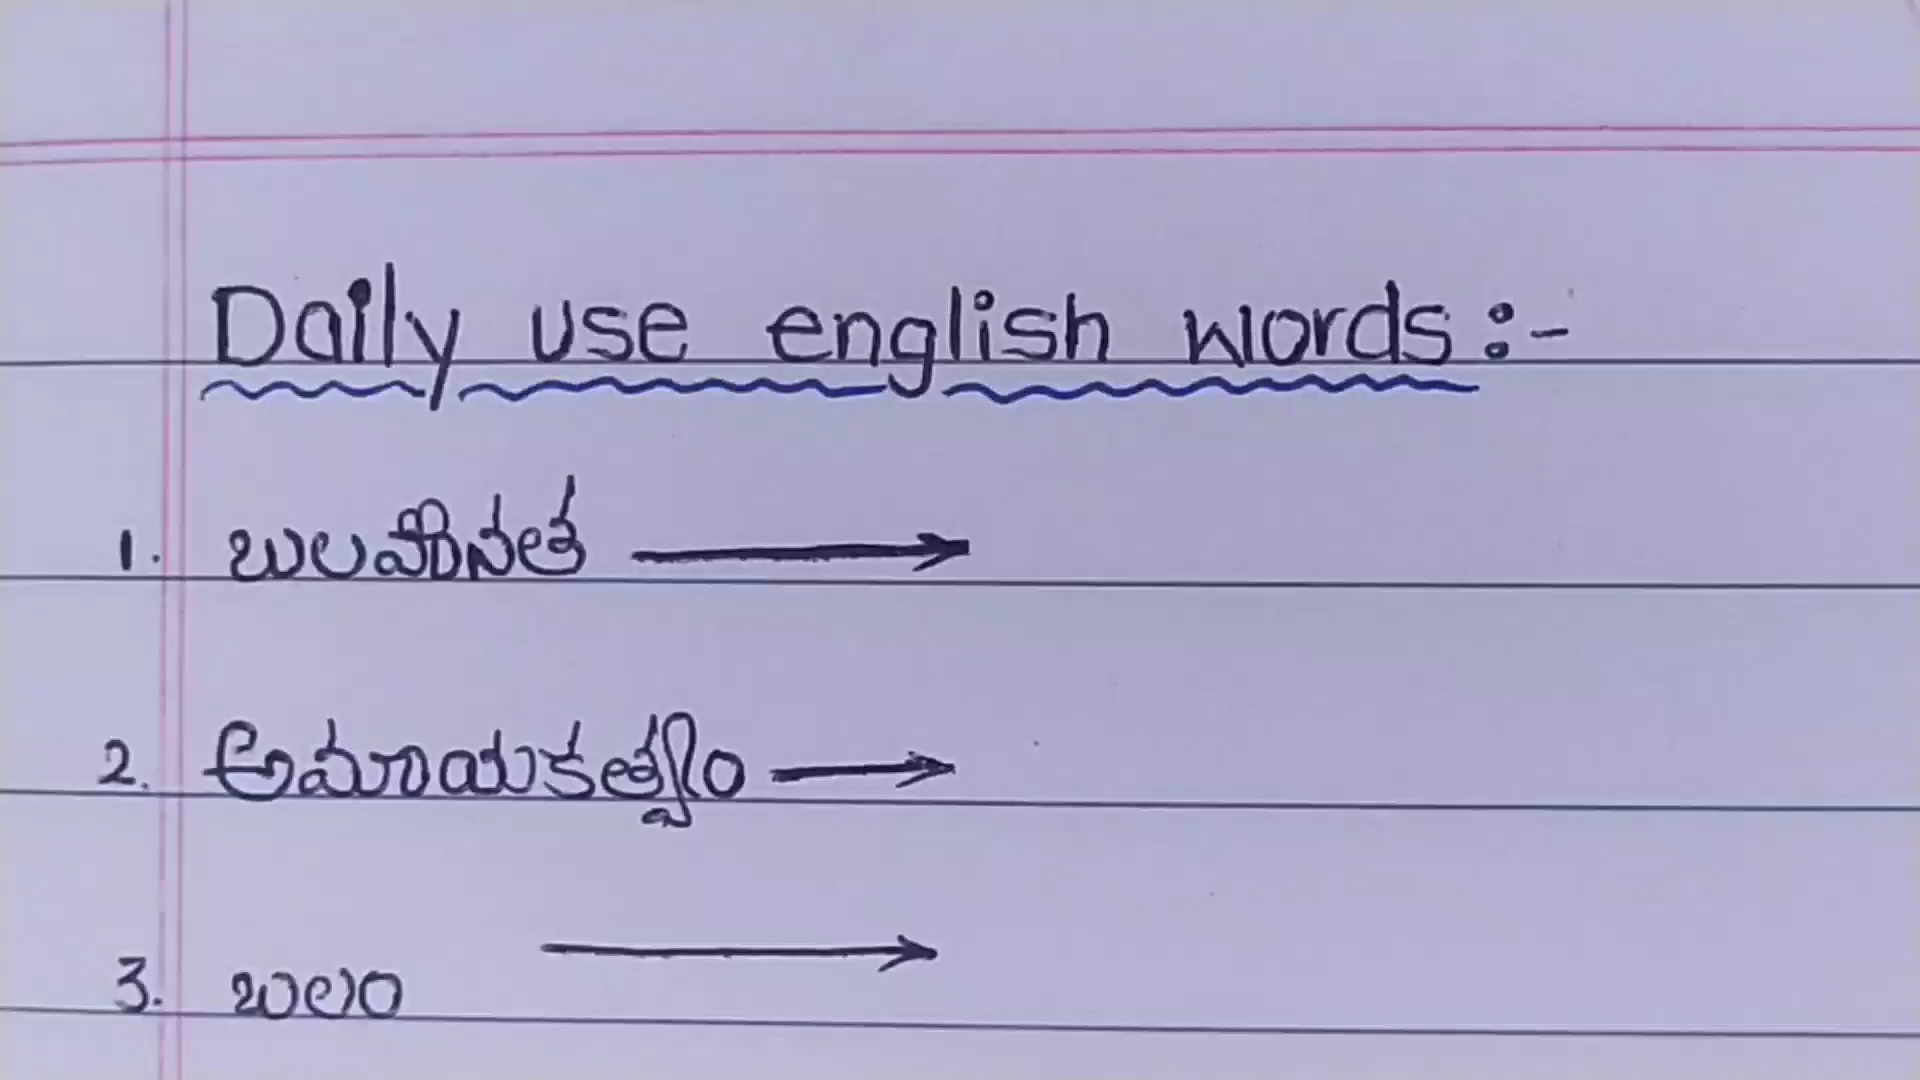 Daily use english words :-
1. బలహీనత →
2. అమాయకత్వం →
3. బలం →